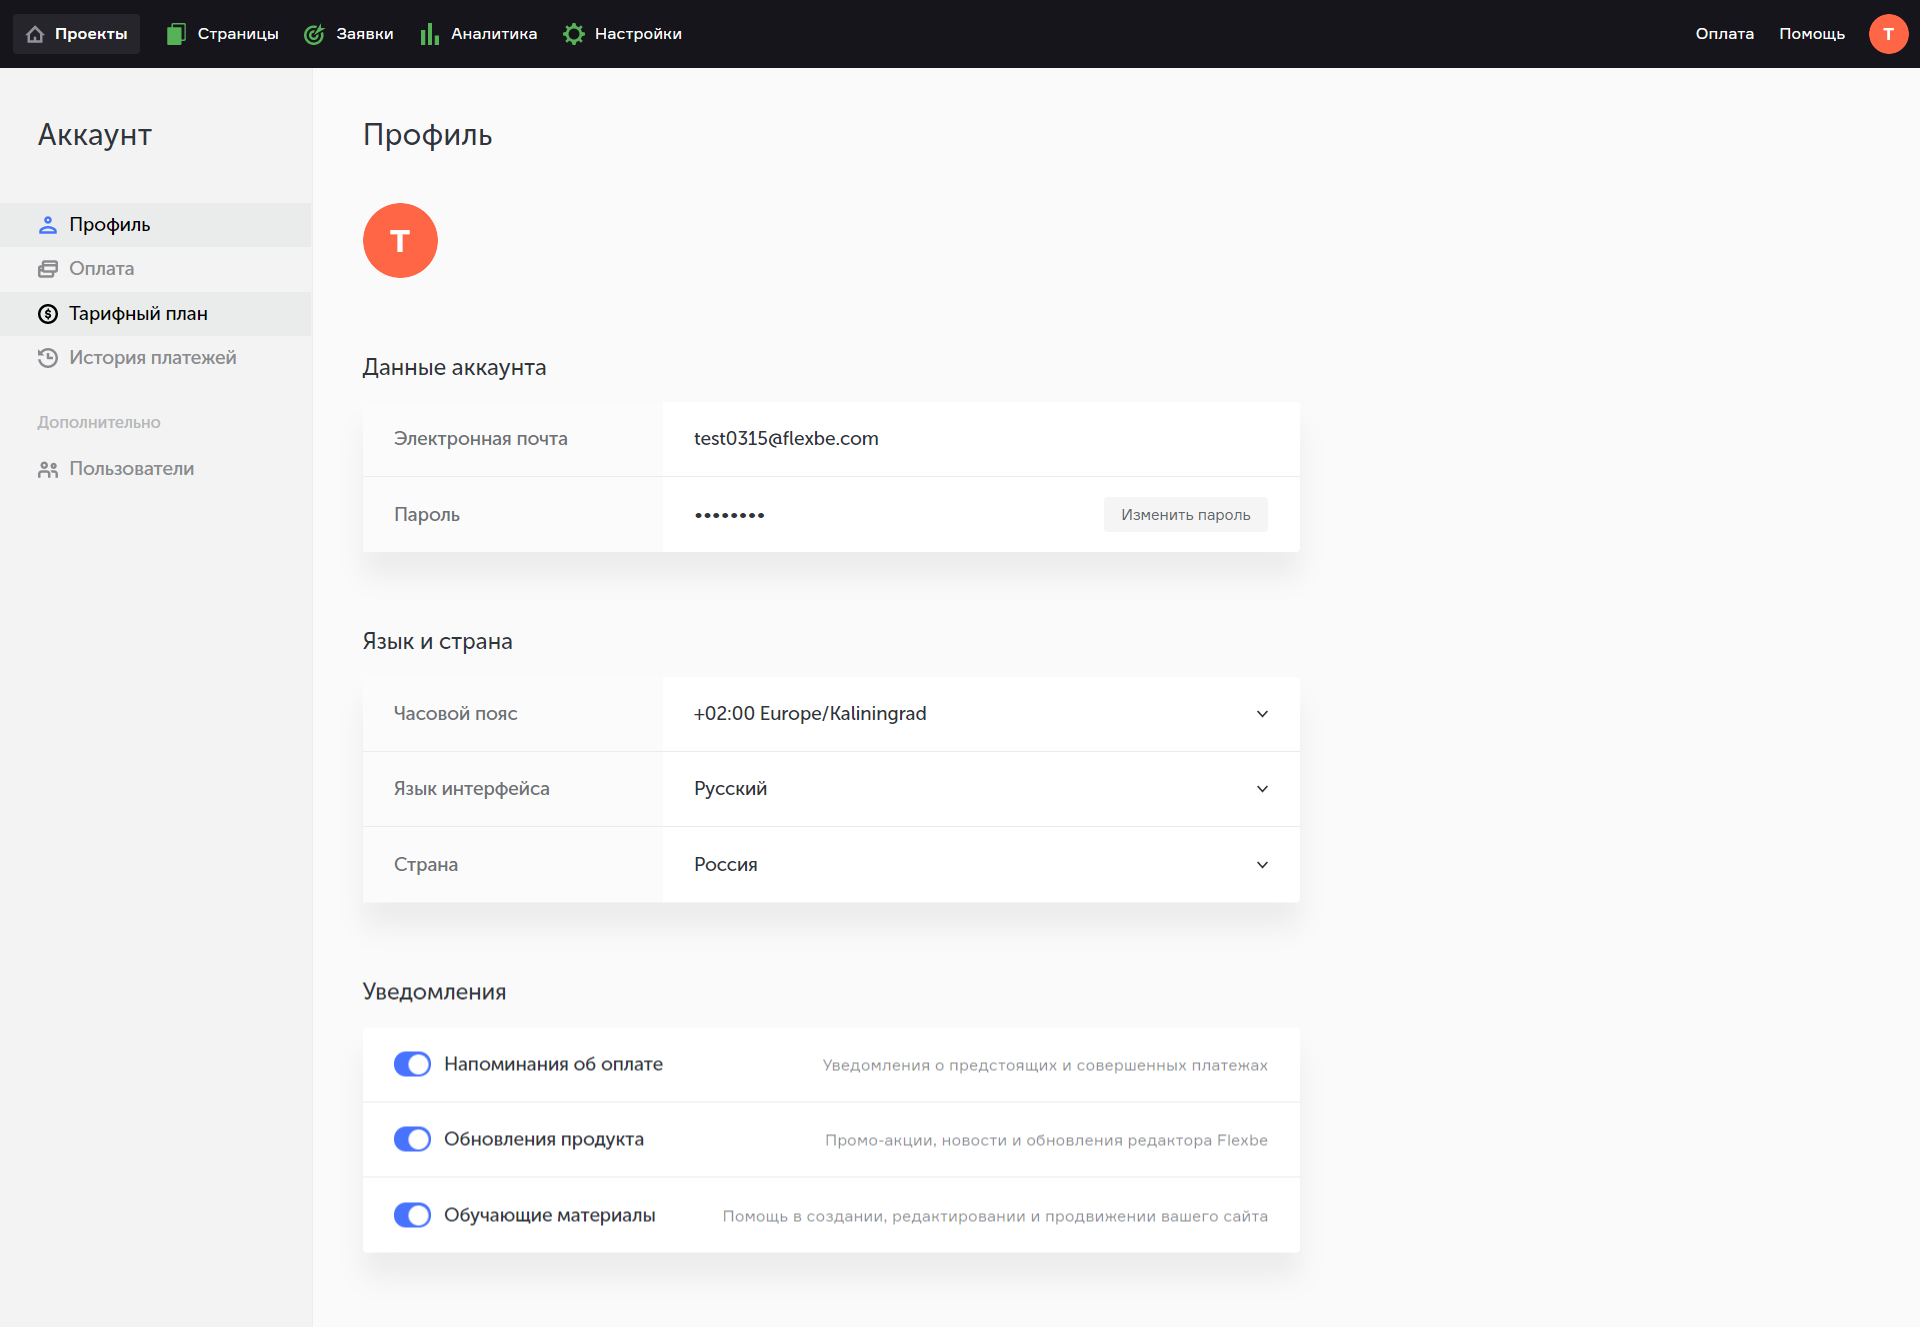 Проекты
Страницы
Заявки
Аналитика
Настройки
Оплата
Помощь
T
Аккаунт
Профиль
Оплата
Тарифный план
История платежей
Дополнительно
Пользователи
Профиль
T
Данные аккаунта
Электронная почта
test0315@flexbe.com
Пароль
••••••••
Изменить пароль
Язык и страна
Часовой пояс
+02:00 Europe/Kaliningrad
Язык интерфейса
Русский
Страна
Россия
Уведомления
Напоминания об оплате
Уведомления о предстоящих и совершенных платежах
Обновления продукта
Промо-акции, новости и обновления редактора Flexbe
Обучающие материалы
Помощь в создании, редактировании и продвижении вашего сайта